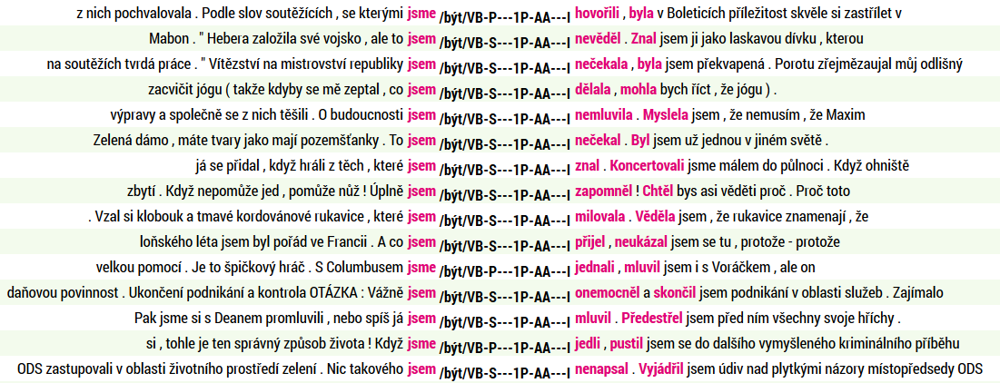 z nich pochvalovala . Podle slov soutěžících , se kterými jsme /být/VB-P---1P-AA---I hovořili , byla v Boleticích příležitost skvěle si zastřílet v
Mabon . " Hebera založila své vojsko , ale to jsem /být/VB-S---1P-AA---I nevěděl . Znal jsem ji jako laskavou dívku , kterou
na soutěžích tvrdá práce . " Vítězství na mistrovství republiky jsem /být/VB-S---1P-AA---I nečekala , byla jsem překvapená . Porotu zřejmězaujal můj odlišný
zacvičit jógu ( takže kdyby se mě zeptal , co jsem /být/VB-S---1P-AA---I dělala , mohla bych říct , že jógu ) .
výpravy a společně se z nich těšili . O budoucnosti jsem /být/VB-S---1P-AA---I nemluvila . Myslela jsem , že nemusím , že Maxim
Zelená dámo , máte tvary jako mají pozemšťanky . To jsem /být/VB-S---1P-AA---I nečekal . Byl jsem už jednou v jiném světě .
já se přidal , když hráli z těch , které jsem /být/VB-S---1P-AA---I znal . Koncertovali jsme málem do půlnoci . Když ohniště
zbytí . Když nepomůže jed , pomůže nůž ! Úplně jsem /být/VB-S---1P-AA---I zapomněl ! Chtěl bys asi věděti proč . Proč toto
. Vzal si klobouk a tmavé kordovánové rukavice , které jsem /být/VB-S---1P-AA---I milovala . Věděla jsem , že rukavice znamenají , že
loňského léta jsem byl pořád ve Francii . A co jsem /být/VB-S---1P-AA---I přijel , neukázal jsem se tu , protože - protože
velkou pomocí . Je to špičkový hráč . S Columbusem jsme /být/VB-P---1P-AA---I jednali , mluvil jsem i s Voráčkem , ale on
daňovou povinnost . Ukončení podnikání a kontrola OTÁZKA : Vážně jsem /být/VB-S---1P-AA---I onemocněl a skončil jsem podnikání v oblasti služeb . Zajímalo
Pak jsme si s Deanem promluvili , nebo spíš já jsem /být/VB-S---1P-AA---I mluvil . Předestřel jsem před ním všechny svoje hříchy .
si , tohle je ten správný způsob života ! Když jsme /být/VB-P---1P-AA---I jedli , pustil jsem se do dalšího vymyšleného kriminálního příběhu
ODS zastupovali v oblasti životního prostředí zelení . Nic takového jsem /být/VB-S---1P-AA---I nenapsal . Vyjádřil jsem údiv nad plytkými názory místopředsedy ODS